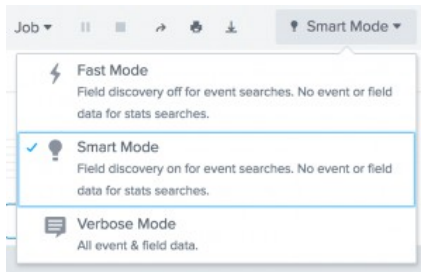 Job Smart Mode
Fast Mode
Field discovery off for event searches. No event or field
data for stats searches.
Smart Mode
Field discovery on for event searches. No event or field
data for stats searches.
Verbose Mode
All event & field data.